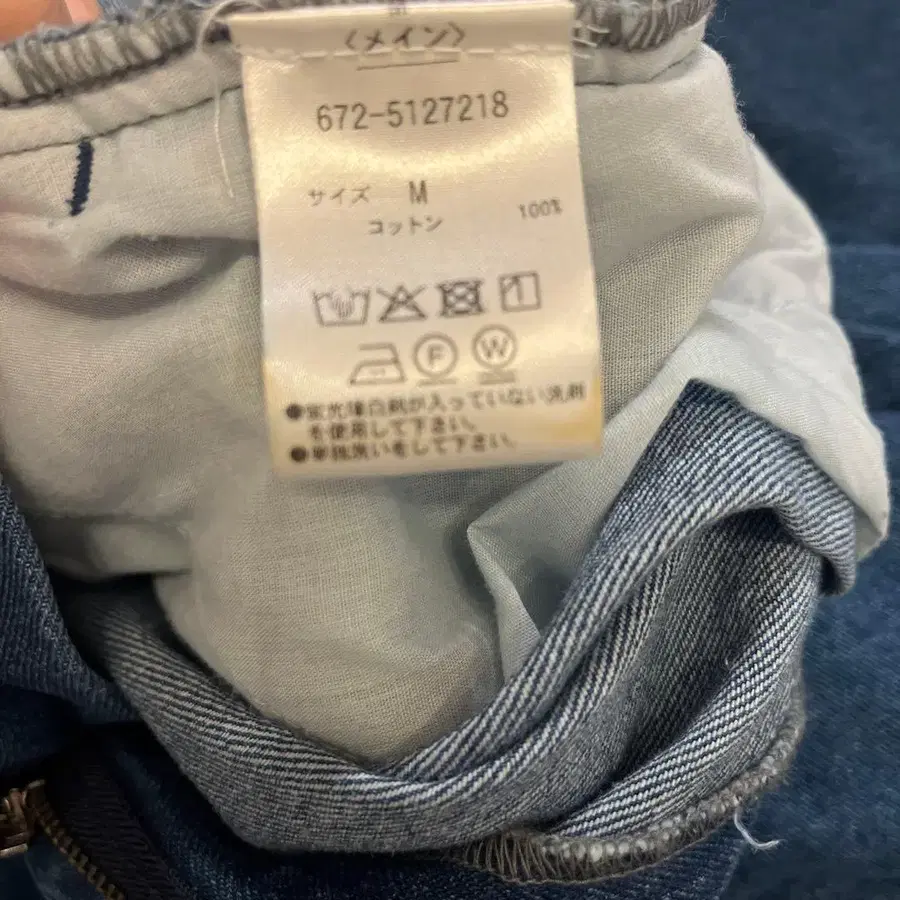 〈メイン〉
672-5127218
サイズ M
コットン 100%
F W
●蛍光増白剤が入っていない洗剤
を使用して下さい。
●単独洗いをして下さい。